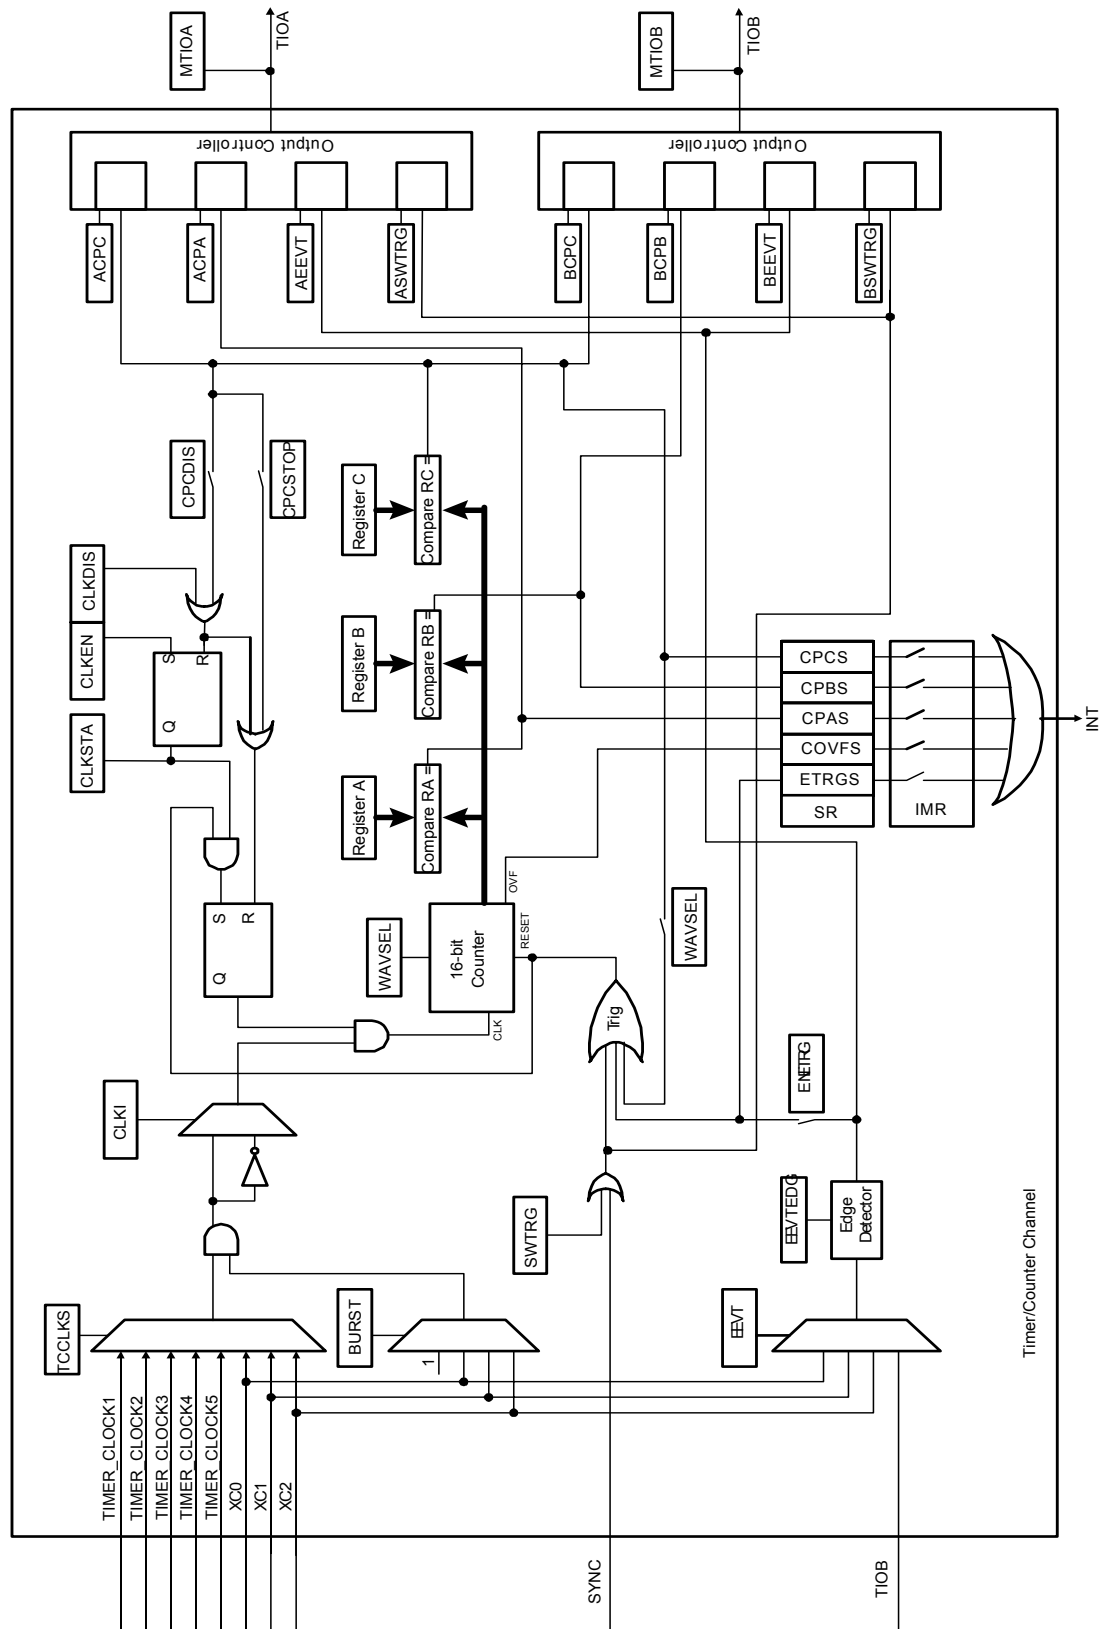 TIOA
TIOB
MTIOA
MTIOB
Output Controller
Output Controller
ACPC
ACPA
AEEVT
ASWTRG
BCPC
BCPB
BEEVT
BSWTRG
CPCDIS
CPCSTOP
CLKDIS
CLKEN
CLKSTA
S
R
Q
Register C
Compare RC =
Register B
Compare RB =
Register A
Compare RA =
CPCS
CPBS
CPAS
COVFS
ETRGS
SR
IMR
INT
S
R
Q
WAVSEL
16-bit
Counter
OVF
RESET
CLK
WAVSEL
Trig
CLKI
ENETRG
SWTRG
EEVTEDG
Edge
Detector
TCCLKS
BURST
1
EEVT
Timer/Counter Channel
TIMER_CLOCK1
TIMER_CLOCK2
TIMER_CLOCK3
TIMER_CLOCK4
TIMER_CLOCK5
XC0
XC1
XC2
SYNC
TIOB